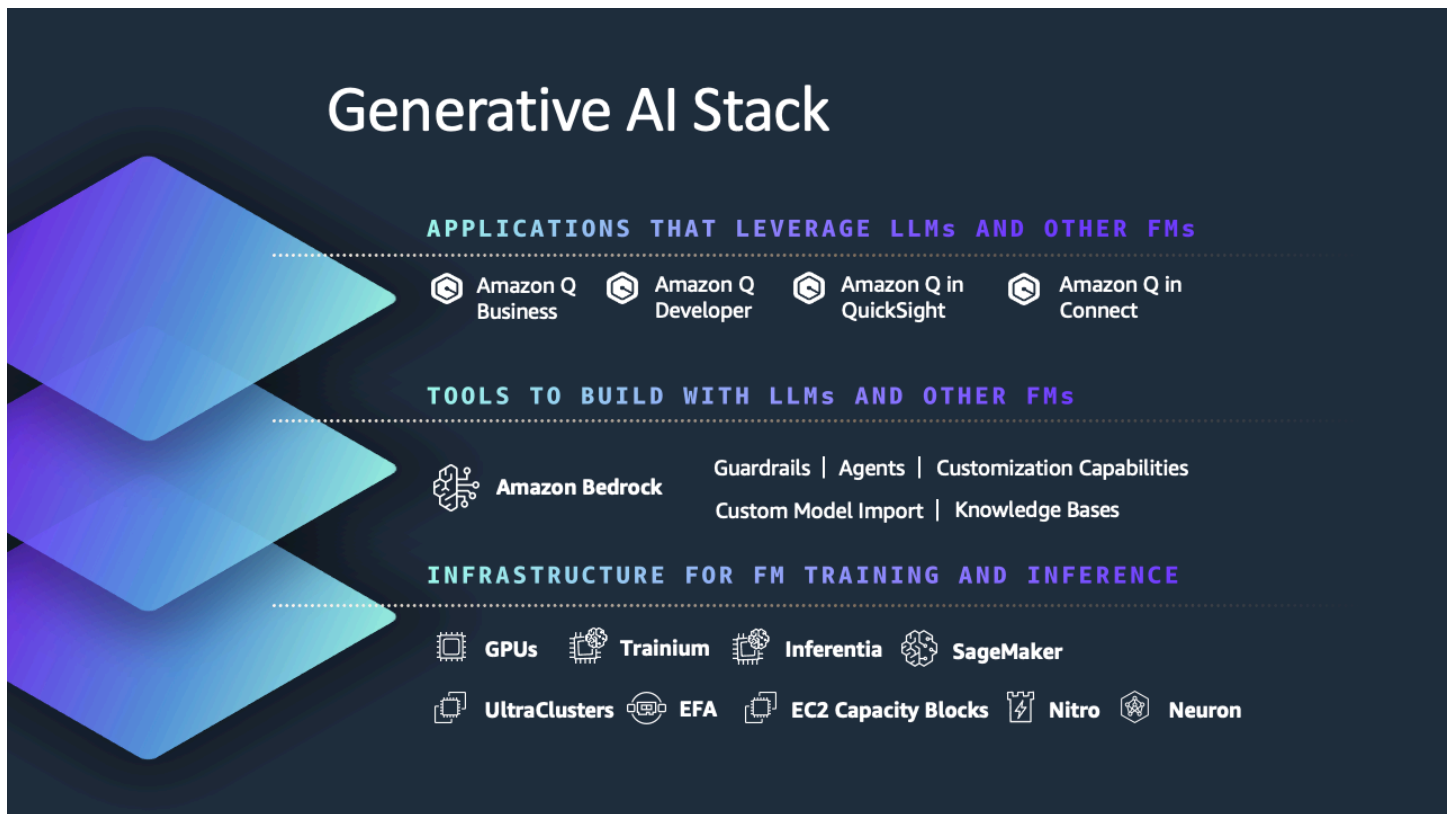 Generative AI Stack
APPLICATIONS THAT LEVERAGE LLMs AND OTHER FMs
Amazon Q Business
Amazon Q Developer
Amazon Q in QuickSight
Amazon Q in Connect
TOOLS TO BUILD WITH LLMs AND OTHER FMs
Amazon Bedrock
Guardrails | Agents | Customization Capabilities
Custom Model Import | Knowledge Bases
INFRASTRUCTURE FOR FM TRAINING AND INFERENCE
GPUs Trainium Inferentia SageMaker
UltraClusters EFA EC2 Capacity Blocks Nitro Neuron